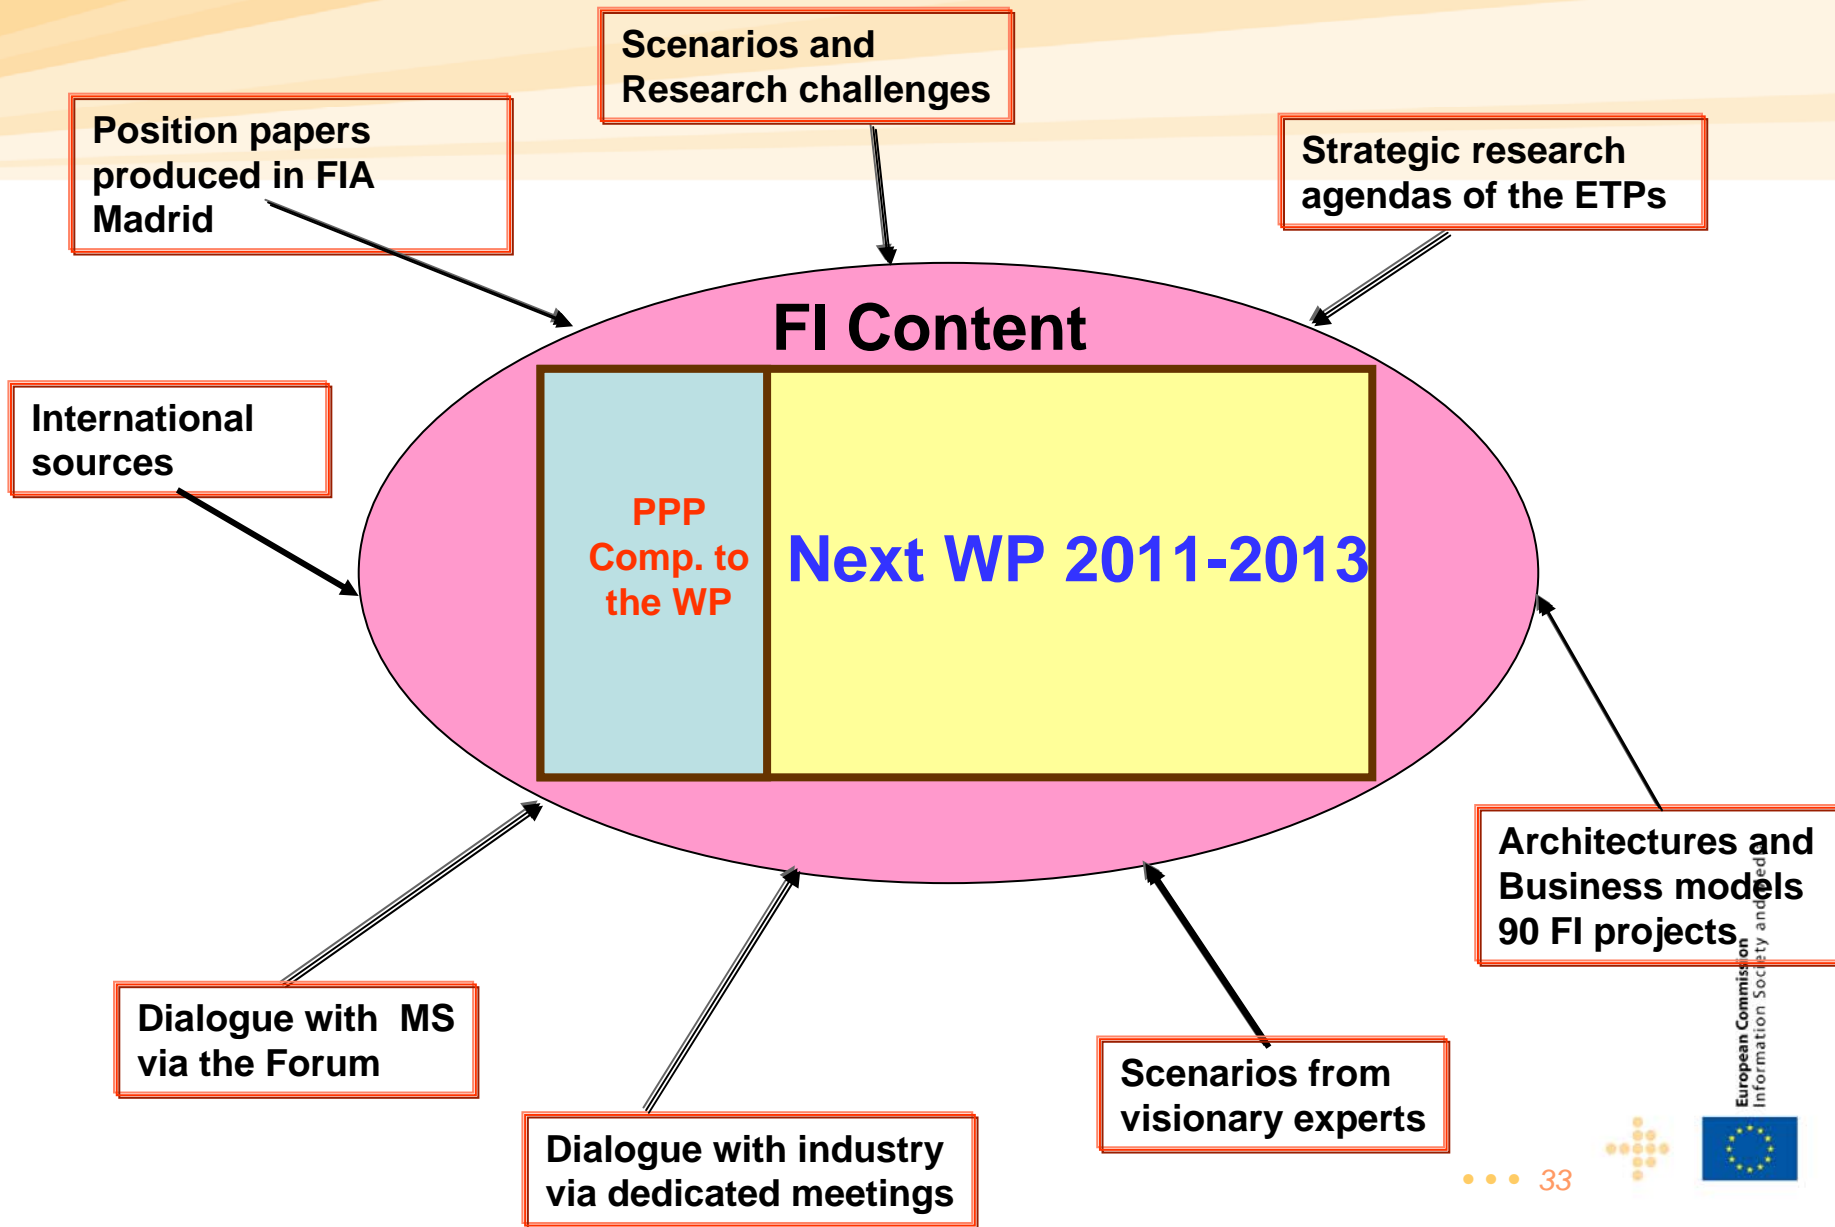 Scenarios and
Research challenges
Position papers
produced in FIA
Madrid
Strategic research
agendas of the ETPs
FI Content
International
sources
PPP
Comp. to
the WP
Next WP 2011-2013
Architectures and
Business models
90 FI projects
Dialogue with  MS
via the Forum
Scenarios from
visionary experts
Dialogue with industry
via dedicated meetings
European Commission
Information Society and Media
33